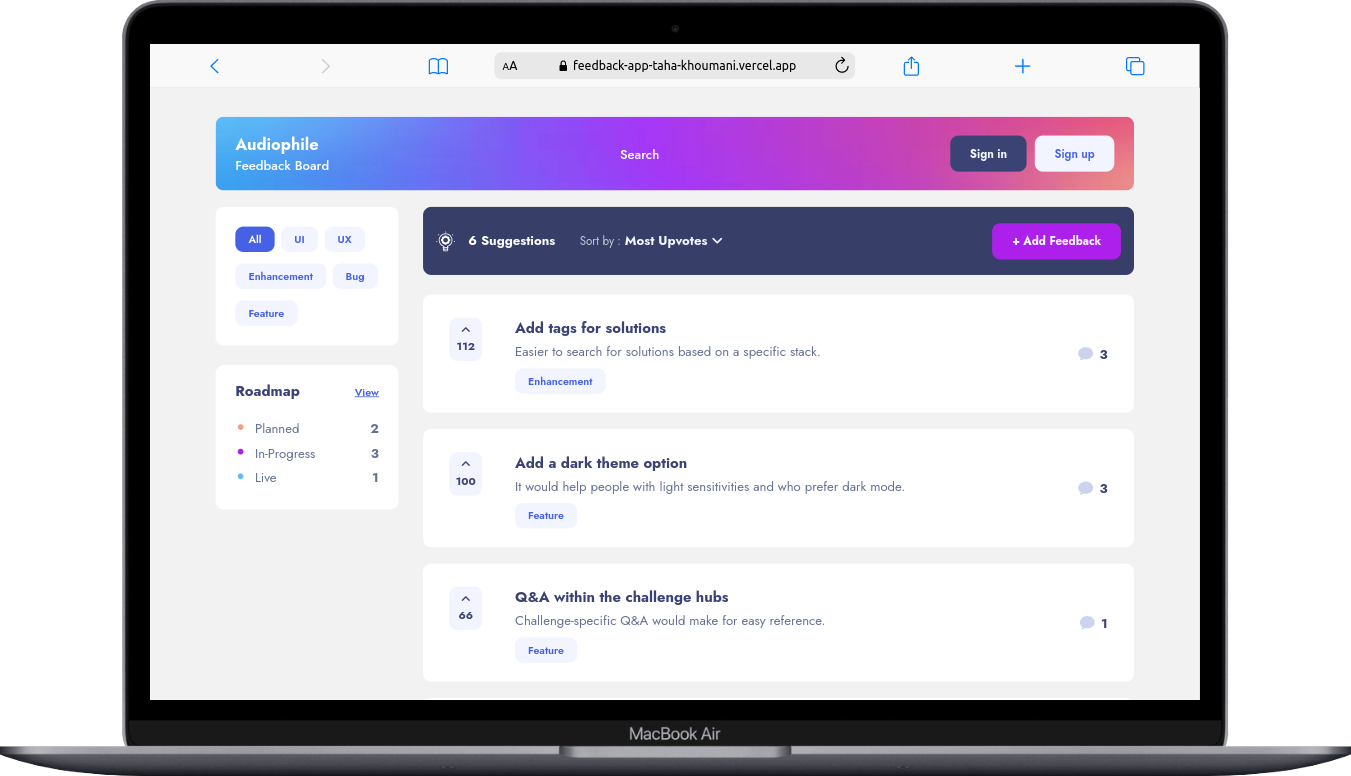 AA feedback-app-taha-khoumani.vercel.app
Audiophile
Feedback Board
Search
Sign in
Sign up
All UI UX
Enhancement Bug
Feature
Roadmap View
Planned 2
In-Progress 3
Live 1
6 Suggestions Sort by : Most Upvotes
+ Add Feedback
112
Add tags for solutions
Easier to search for solutions based on a specific stack.
Enhancement
3
100
Add a dark theme option
It would help people with light sensitivities and who prefer dark mode.
Feature
3
66
Q&A within the challenge hubs
Challenge-specific Q&A would make for easy reference.
Feature
1
MacBook Air